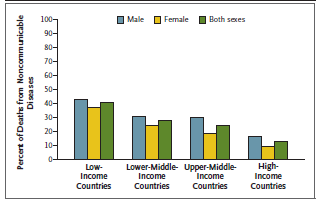 Percent of Deaths from Noncommunicable
Diseases
100
90
80
70
60
50
40
30
20
10
0
Male Female Both sexes
Low-
Income
Countries
Lower-Middle-
Income
Countries
Upper-Middle-
Income
Countries
High-
Income
Countries